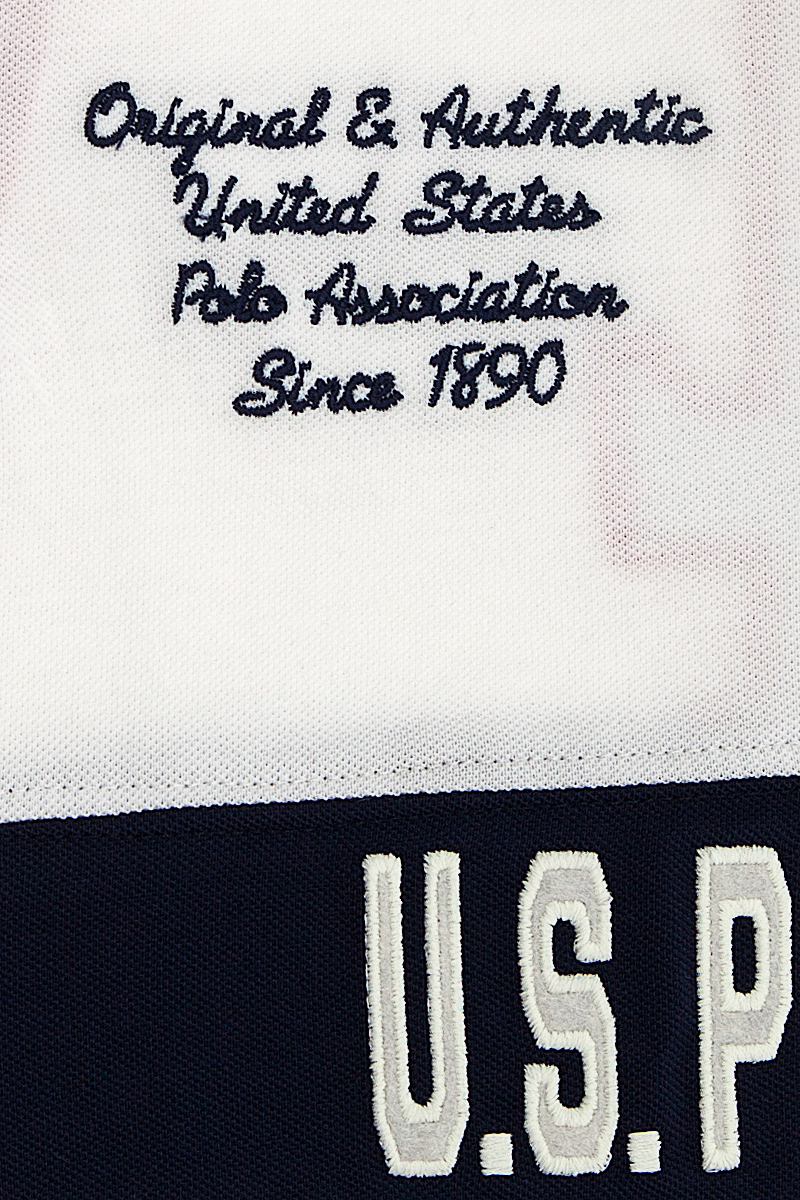 Original & Authentic
United States
Polo Association
Since 1890
U.S.P